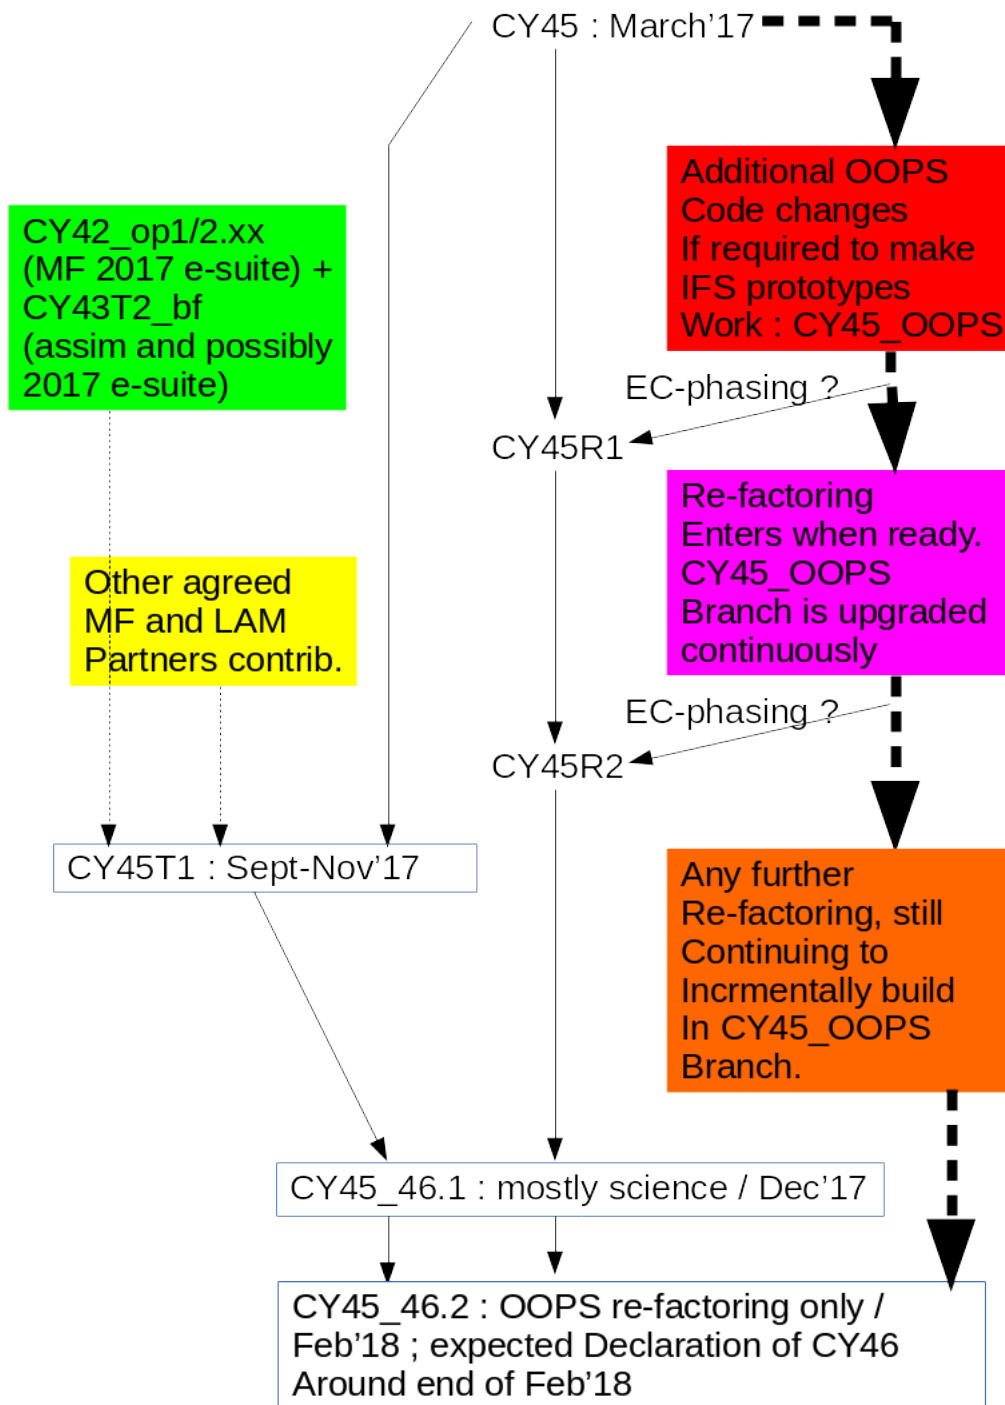 CY45 : March’17
Additional OOPS
Code changes
If required to make
IFS prototypes
Work : CY45_OOPS
CY42_op1/2.xx
(MF 2017 e-suite) +
CY43T2_bf
(assim and possibly
2017 e-suite)
EC-phasing ?
CY45R1
Re-factoring
Enters when ready.
CY45_OOPS
Branch is upgraded
continuously
Other agreed
MF and LAM
Partners contrib.
EC-phasing ?
CY45R2
CY45T1 : Sept-Nov’17
Any further
Re-factoring, still
Continuing to
Incrmentally build
In CY45_OOPS
Branch.
CY45_46.1 : mostly science / Dec’17
CY45_46.2 : OOPS re-factoring only /
Feb’18 ; expected Declaration of CY46
Around end of Feb’18